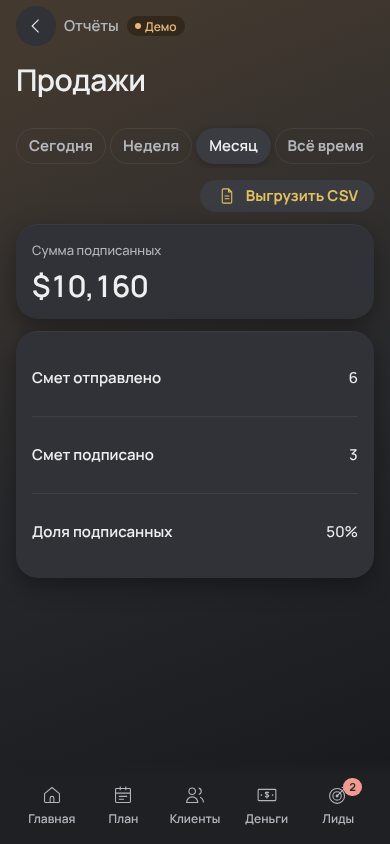 Отчёты
Демо
Продажи
Сегодня
Неделя
Месяц
Всё время
Выгрузить CSV
Сумма подписанных
$10,160
Смет отправлено 6
Смет подписано 3
Доля подписанных 50%
2
Главная
План
Клиенты
Деньги
Лиды